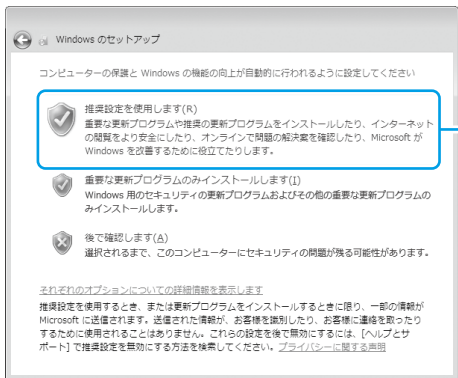 Windows のセットアップ
コンピューターの保護と Windows の機能の向上が自動的に行われるように設定してください
推奨設定を使用します(R)
重要な更新プログラムや推奨の更新プログラムをインストールしたり、インターネット
の閲覧をより安全にしたり、オンラインで問題の解決案を確認したり、Microsoft が
Windows を改善するために役立てたりします。
重要な更新プログラムのみインストールします(I)
Windows 用のセキュリティの更新プログラムおよびその他の重要な更新プログラムの
みインストールします。
後で確認します(A)
選択されるまで、このコンピューターにセキュリティの問題が残る可能性があります。
それぞれのオプションについての詳細情報を表示します
推奨設定を使用するとき、または更新プログラムをインストールするときに限り、一部の情報が
Microsoft に送信されます。送信された情報が、お客様を識別したり、お客様に連絡を取ったり
するために使用されることはありません。これらの設定を後で無効にするには、[ヘルプとサ
ポート] で推奨設定を無効にする方法を検索してください。プライバシーに関する声明